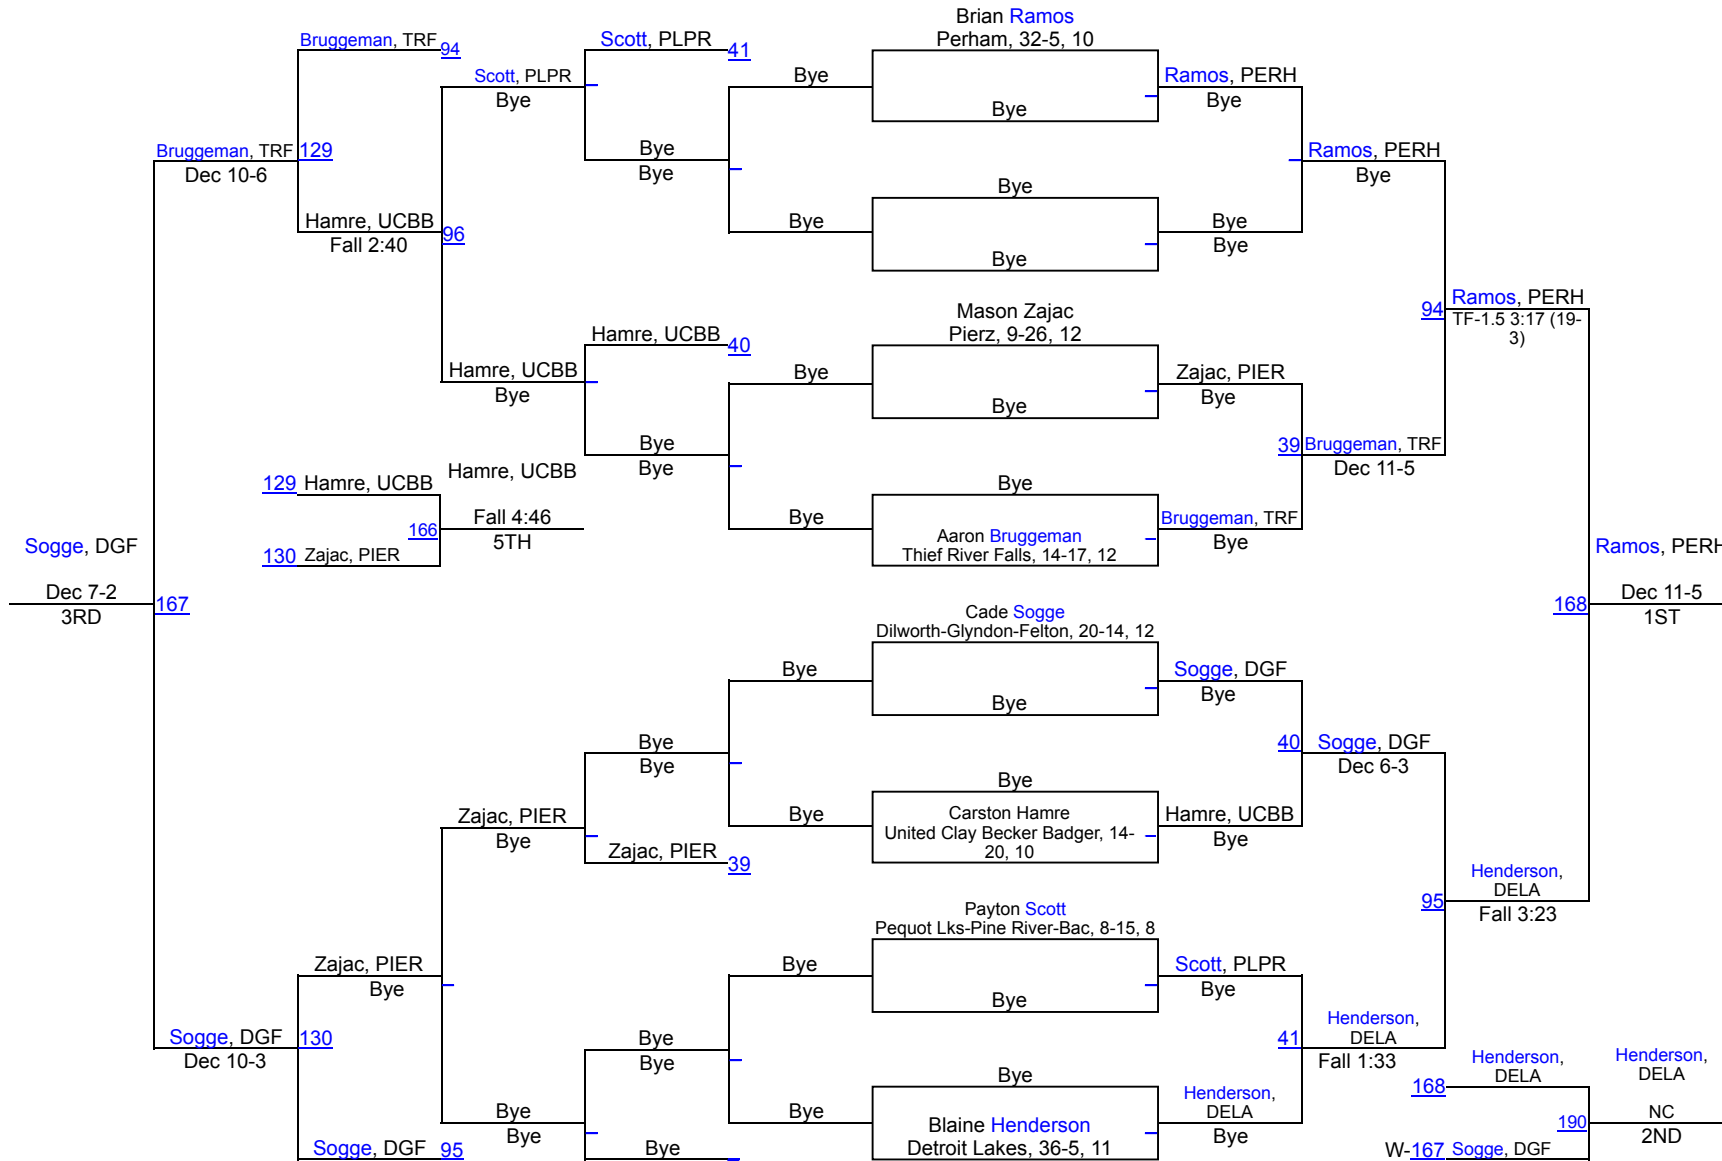 Brian Ramos
Bruggeman, TRF 94
Scott, PLPR 41
Perham, 32-5, 10
Scott, PLPR
Bye
Bye
Ramos, PERH
Bye
Bye
Bruggeman, TRF 129
Dec 10-6
Bye
Bye
Ramos, PERH
Bye
Bye
Hamre, UCBB
Fall 2:40
96
Bye
Bye
Bye
Bye
Mason Zajac
Pierz, 9-26, 12
94 Ramos, PERH
TF-1.5 3:17 (19-
3)
Hamre, UCBB 40
Hamre, UCBB
Bye
Bye
Bye
Zajac, PIER
Bye
Bye
Bye
39 Bruggeman, TRF
Dec 11-5
Hamre, UCBB
129 Hamre, UCBB
Bye
166
Fall 4:46
5TH
130 Zajac, PIER
Bye
Aaron Bruggeman
Thief River Falls, 14-17, 12
Bruggeman, TRF
Bye
Sogge, DGF
Dec 7-2
3RD
167
Ramos, PERH
168
Dec 11-5
1ST
Cade Sogge
Dilworth-Glyndon-Felton, 20-14, 12
Bye
Bye
Sogge, DGF
Bye
Bye
Bye
40 Sogge, DGF
Dec 6-3
Zajac, PIER
Bye
Zajac, PIER 39
Bye
Bye
Carston Hamre
United Clay Becker Badger, 14-
20, 10
Hamre, UCBB
Bye
95
Henderson,
DELA
Fall 3:23
Payton Scott
Pequot Lks-Pine River-Bac, 8-15, 8
Zajac, PIER
Bye
Bye
Bye
Scott, PLPR
Bye
Sogge, DGF 130
Dec 10-3
Bye
Bye
41
Henderson,
DELA
Fall 1:33
Bye
Bye
Bye
Bye
Blaine Henderson
Detroit Lakes, 36-5, 11
Henderson,
DELA
Bye
168
Henderson,
DELA
Henderson,
DELA
190
NC
2ND
Sogge, DGF 95
Bye
W-167 Sogge, DGF